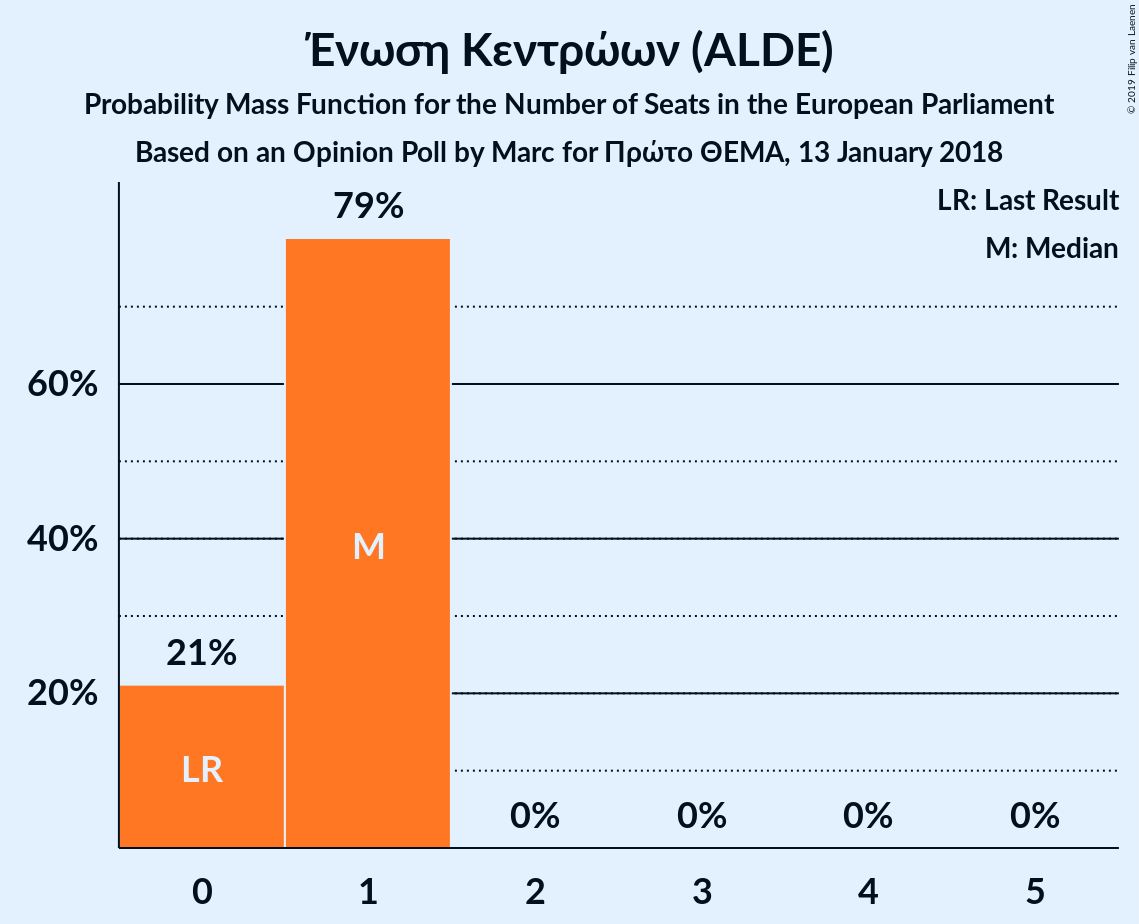 Ένωση Κεντρώων (ALDE)
Probability Mass Function for the Number of Seats in the European Parliament
Based on an Opinion Poll by Marc for Πρώτο ΘΕΜΑ, 13 January 2018
© 2019 Filip van Laenen
LR: Last Result
M: Median
79%
60%
M
40%
21%
20%
LR
0% 0% 0% 0%
0 1 2 3 4 5